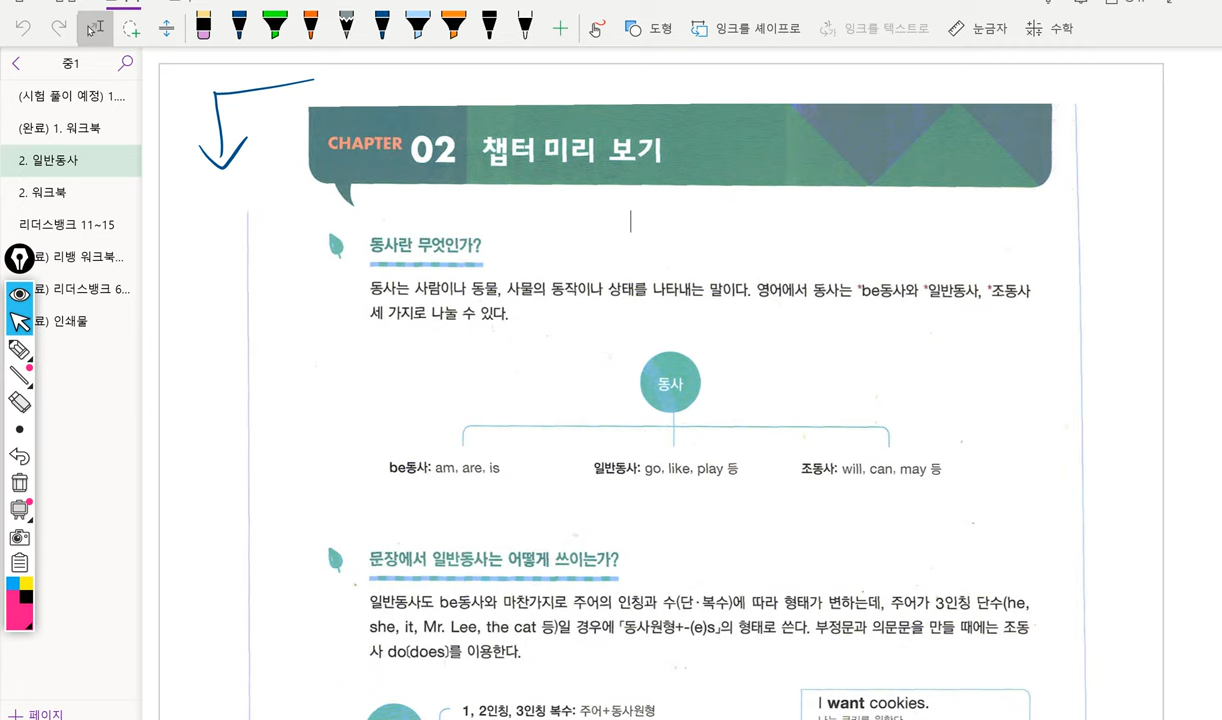 도형
잉크를 셰이프로
잉크를 텍스트로
눈금자
수학
중1
(시험 풀이 예정) 1....
(완료) 1. 워크북
2. 일반동사
2. 워크북
리더스뱅크 11~15
료) 리뱅 워크북...
료) 리더스뱅크 6...
료) 인쇄물
페이지
CHAPTER 02 챕터 미리 보기
동사란 무엇인가?
동사는 사람이나 동물, 사물의 동작이나 상태를 나타내는 말이다. 영어에서 동사는 *be동사와 *일반동사, *조동사
세 가지로 나눌 수 있다.
동사
be동사: am, are, is
일반동사: go, like, play 등
조동사: will, can, may 등
문장에서 일반동사는 어떻게 쓰이는가?
일반동사도 be동사와 마찬가지로 주어의 인칭과 수(단·복수)에 따라 형태가 변하는데, 주어가 3인칭 단수(he,
she, it, Mr. Lee, the cat 등)일 경우에 「동사원형+-(e)s」의 형태로 쓴다. 부정문과 의문문을 만들 때에는 조동
사 do(does)를 이용한다.
1, 2인칭, 3인칭 복수: 주어+동사원형
I want cookies.